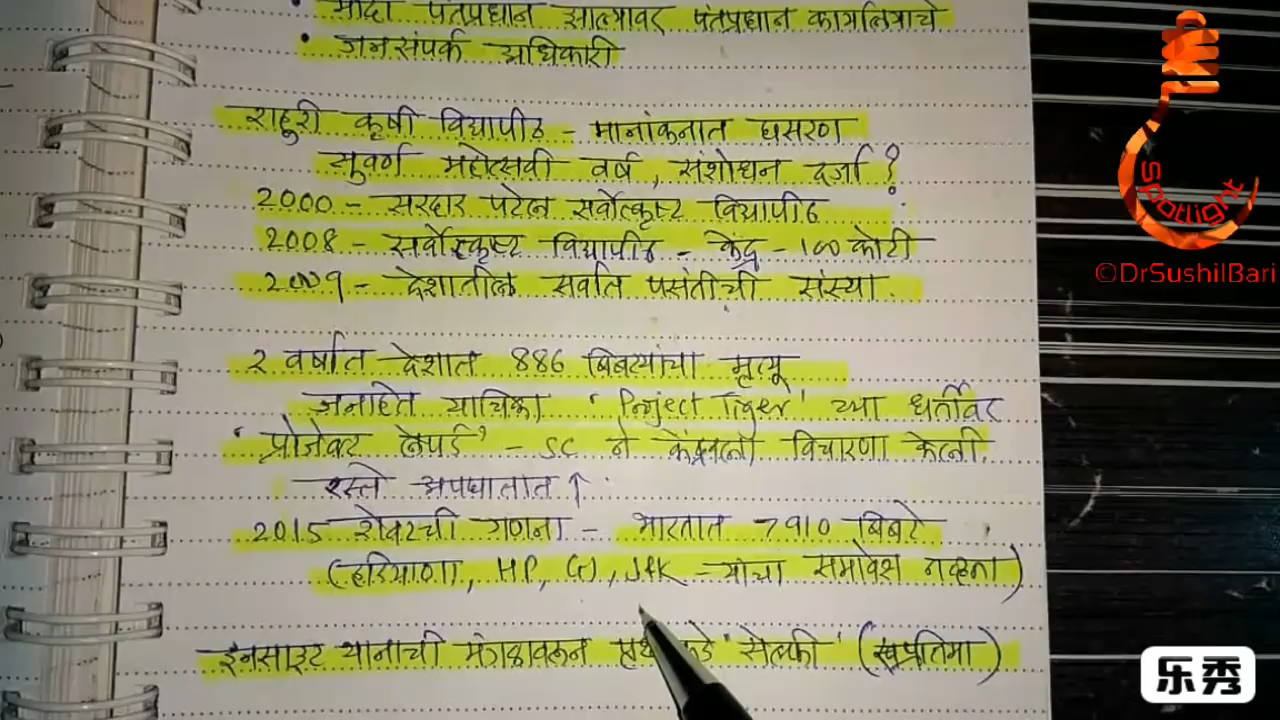 मोदी पंतप्रधान झाल्यावर पंतप्रधान कार्यालयाचे
• जनसंपर्क अधिकारी
राहुरी कृषी विद्यापीठ - मानांकनात घसरण
सुवर्ण महोत्सवी वर्ष, संशोधन दर्जा ?
2000 - सरदार पटेल सर्वोत्कृष्ट विद्यापीठ
2008 - सर्वोत्कृष्ट विद्यापीठ - केंद्र - 100 कोटी
2009 - देशातील सर्वात पसंतीची संस्था.
2 वर्षात देशात 886 बिबट्यांचा मृत्यू
जनहित याचिका 'Project Tiger' च्या धर्तीवर
'प्रोजेक्ट लेपर्ड' - SC ने केंद्राकडे विचारणा केली.
रस्ते अपघातात ↑
2015 शेवटची गणना - भारतात 7910 बिबटे
(हरियाणा, HP, GJ, J&K - यांचा समावेश नव्हता)
इनसाइट यानाची मंगळावरून पृथ्वीकडे 'सेल्फी' (स्वप्रतिमा)
Spotlight
©DrSushilBari
乐秀